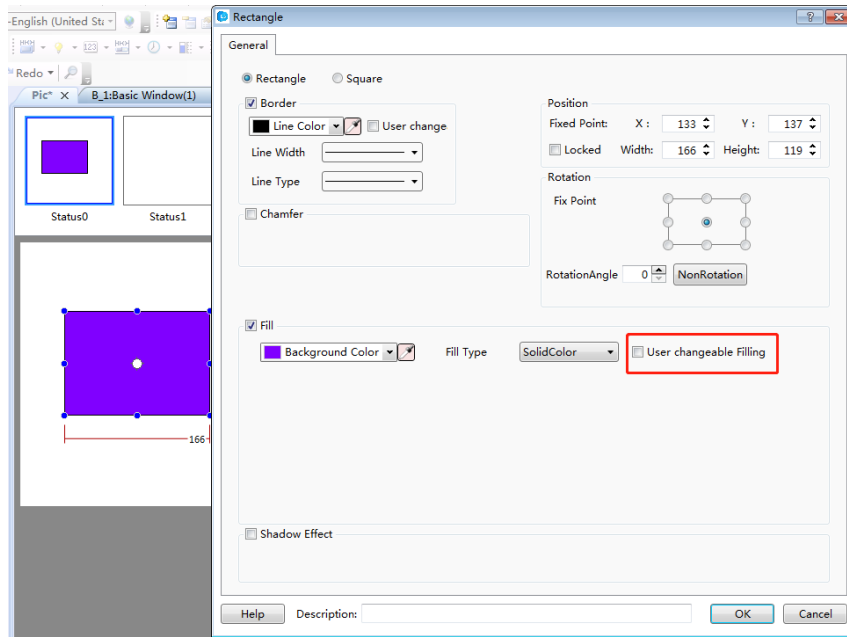 -English (United Sta
Rectangle
General
Redo
Pic* X B_1:Basic Window(1)
Rectangle Square
Border
Line Color User change
Line Width
Line Type
Position
Fixed Point: X : 133 Y : 137
Locked Width: 166 Height: 119
Rotation
Fix Point
RotationAngle 0 NonRotation
Status0 Status1
Chamfer
Fill
Background Color Fill Type SolidColor User changeable Filling
166
Shadow Effect
Help Description: OK Cancel